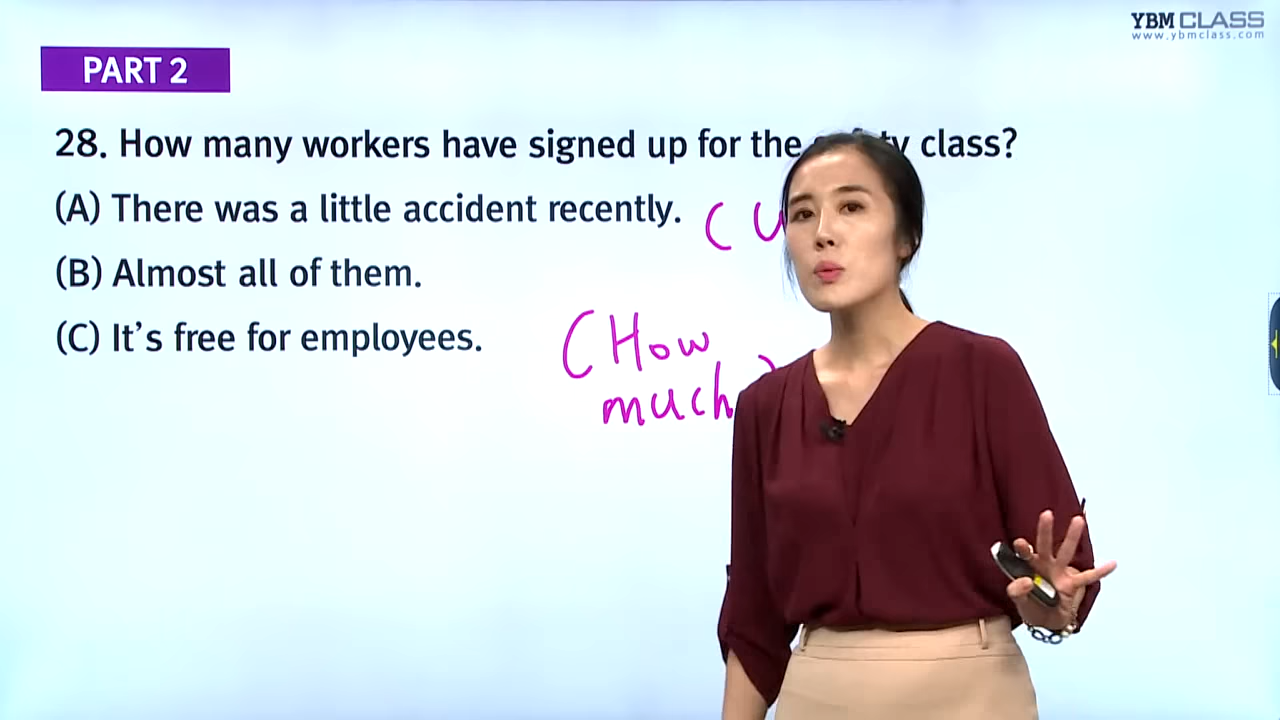 YBM CLASS
www.ybmclass.com
PART 2
28. How many workers have signed up for the class?
(A) There was a little accident recently. (
(B) Almost all of them.
(C) It's free for employees.
(How
much)